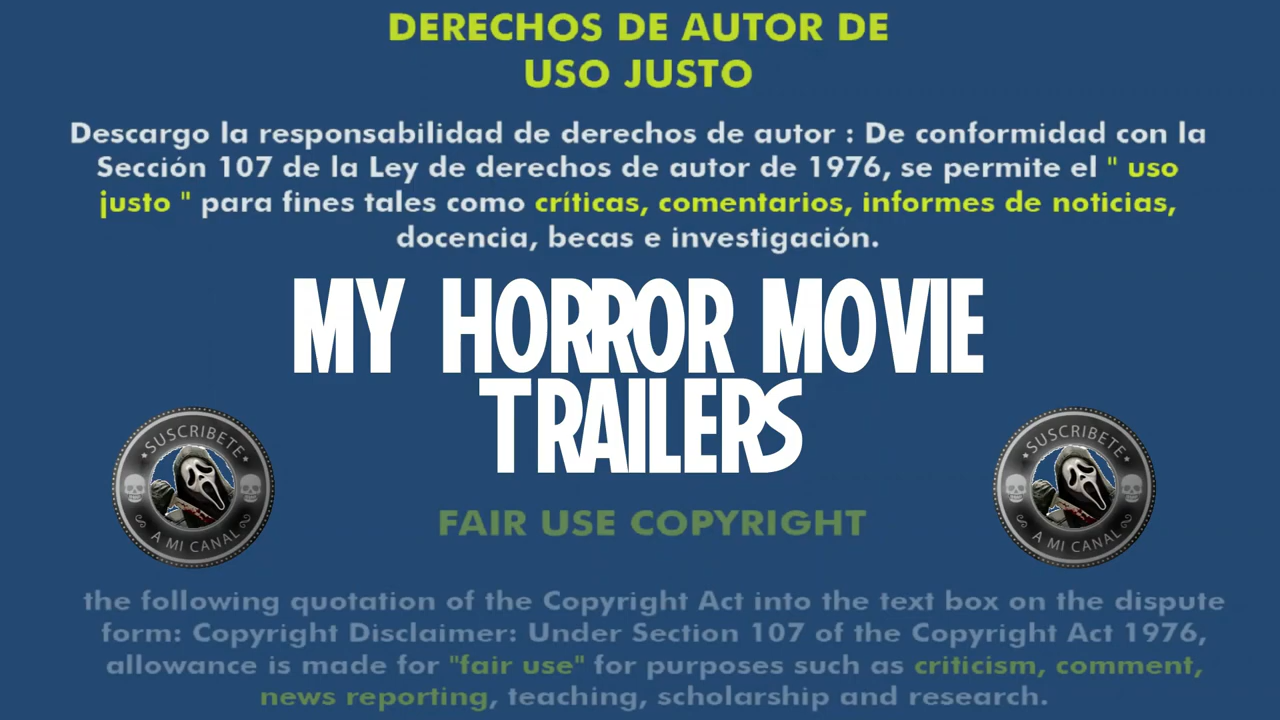 DERECHOS DE AUTOR DE
USO JUSTO
Descargo la responsabilidad de derechos de autor : De conformidad con la
Sección 107 de la Ley de derechos de autor de 1976, se permite el " uso
justo " para fines tales como críticas, comentarios, informes de noticias,
docencia, becas e investigación.
MY HORROR MOVIE
TRAILERS
SUSCRIBETE
A MI CANAL
SUSCRIBETE
A MI CANAL
FAIR USE COPYRIGHT
the following quotation of the Copyright Act into the text box on the dispute
form: Copyright Disclaimer: Under Section 107 of the Copyright Act 1976,
allowance is made for "fair use" for purposes such as criticism, comment,
news reporting, teaching, scholarship and research.